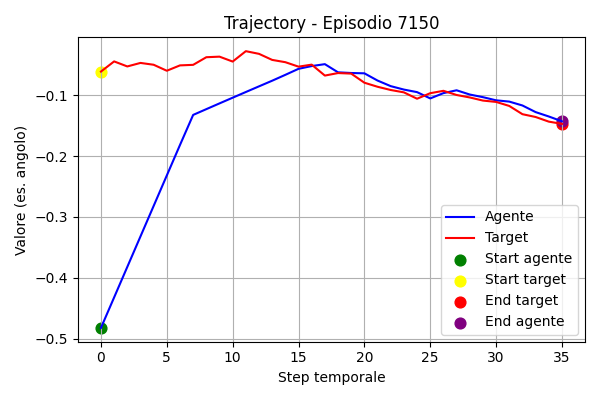 Trajectory - Episodio 7150
Valore (es. angolo)
−0.1
−0.2
−0.3
−0.4
−0.5
0
5
10
15
20
25
30
35
Step temporale
Agente
Target
Start agente
Start target
End target
End agente